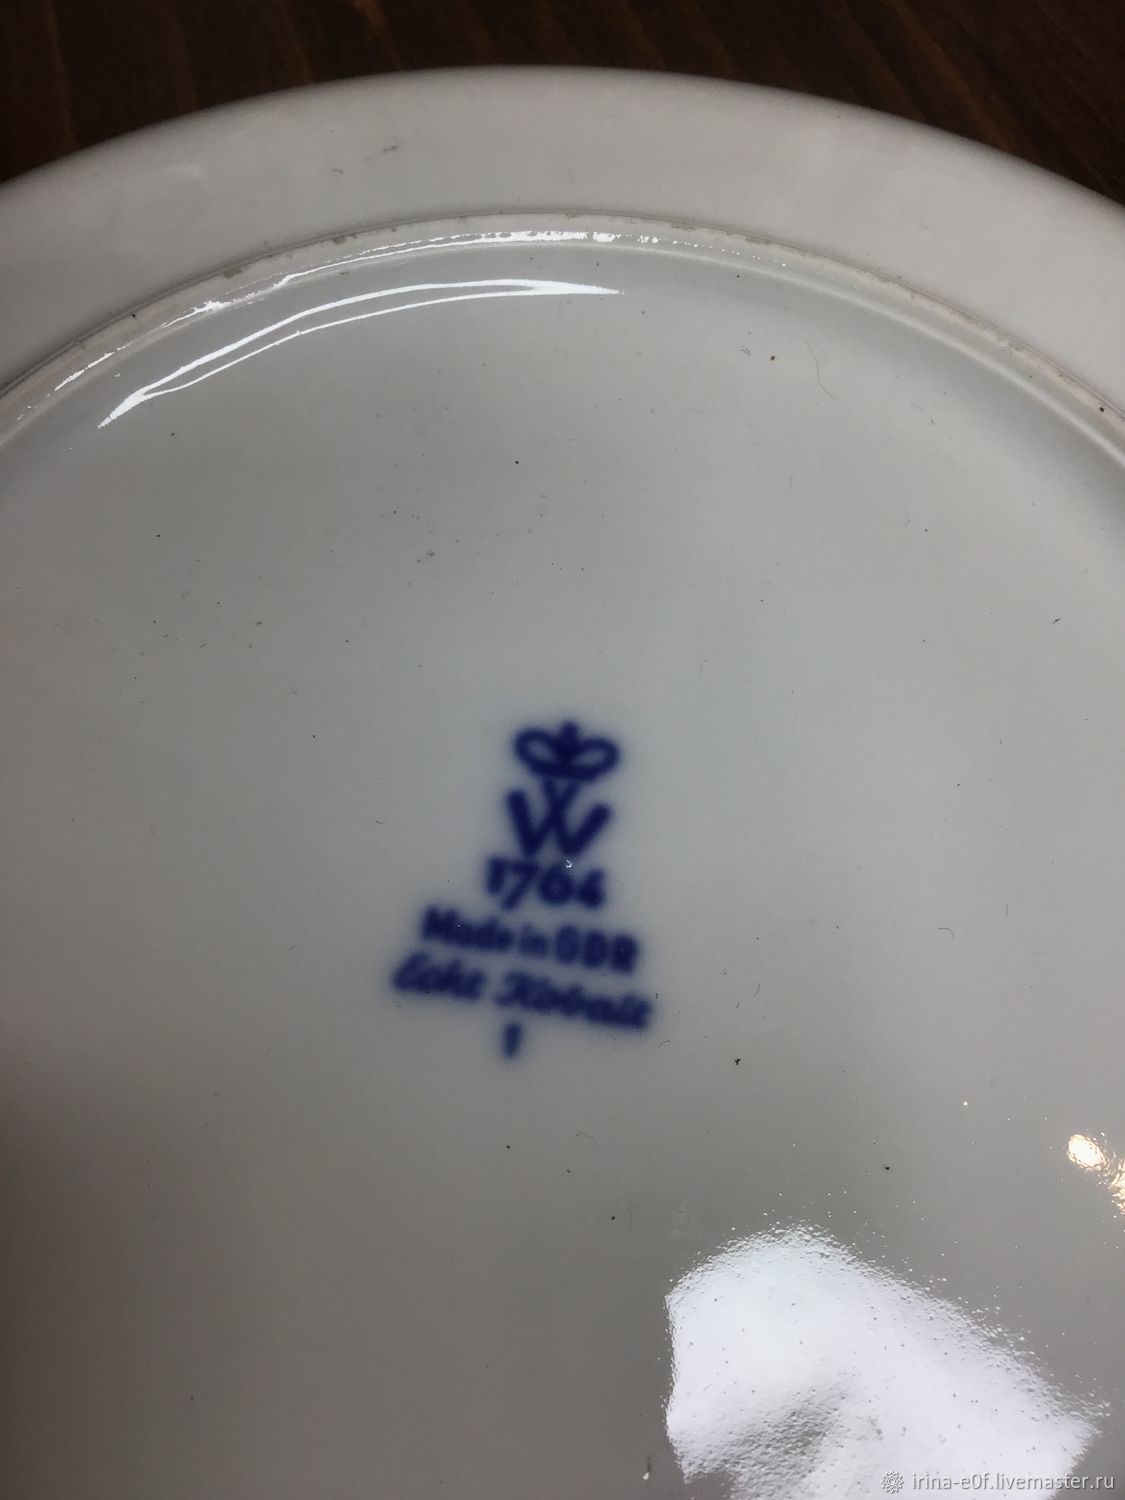 W
1764
Made in GDR
Echt Kobalt
1
irina-e0f.livemaster.ru